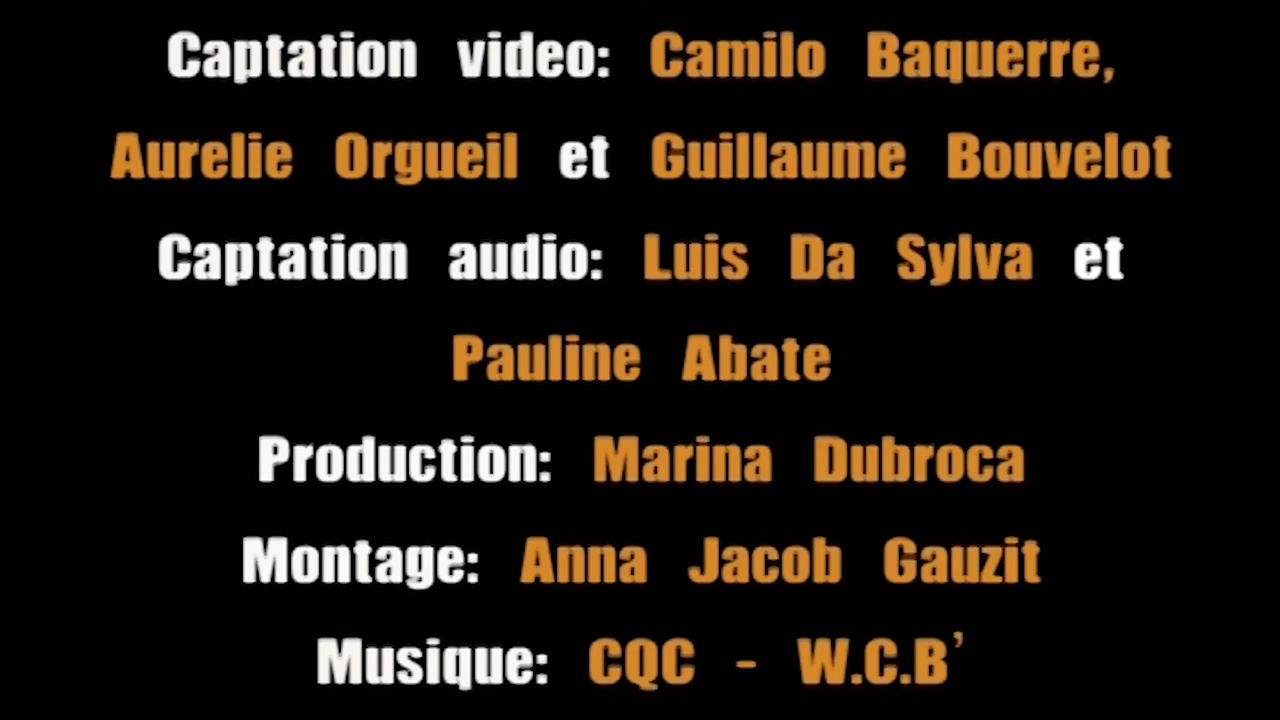 Captation video: Camilo Baquerre,
Aurelie Orgueil et Guillaume Bouvelot
Captation audio: Luis Da Sylva et
Pauline Abate
Production: Marina Dubroca
Montage: Anna Jacob Gauzit
Musique: CQC - W.C.B’